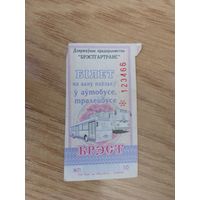 Дзяржаўнае прадпрыемства
"БРЭСТГАРТРАНС"
БІЛЕТ
на адну паездку
ў аўтобусе,
тралейбусе
123466
БРЭСТ